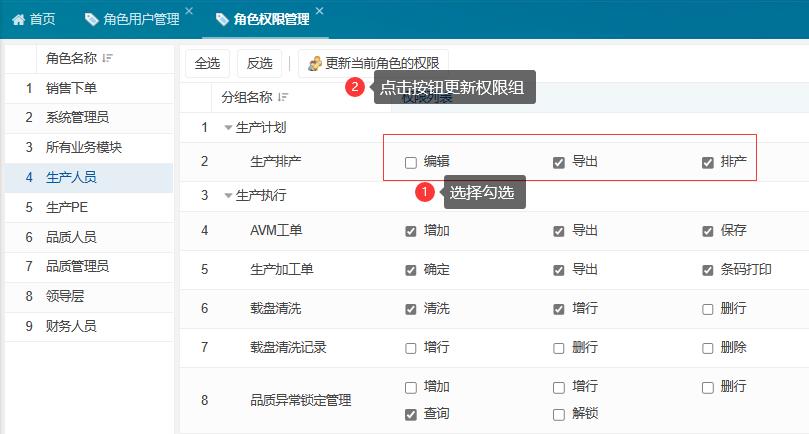 首页 角色用户管理 角色权限管理
角色名称
1 销售下单
2 系统管理员
3 所有业务模块
4 生产人员
5 生产PE
6 品质人员
7 品质管理员
8 领导层
9 财务人员
全选 反选 更新当前角色的权限
2 点击按钮更新权限组
分组名称 权限列表
1 生产计划
2 生产排产 编辑 导出 排产
1 选择勾选
3 生产执行
4 AVM工单 增加 导出 保存
5 生产加工单 确定 导出 条码打印
6 载盘清洗 清洗 增行 删行
7 载盘清洗记录 增行 删行 删除
8 品质异常锁定管理 增加 增行 删行
查询 解锁